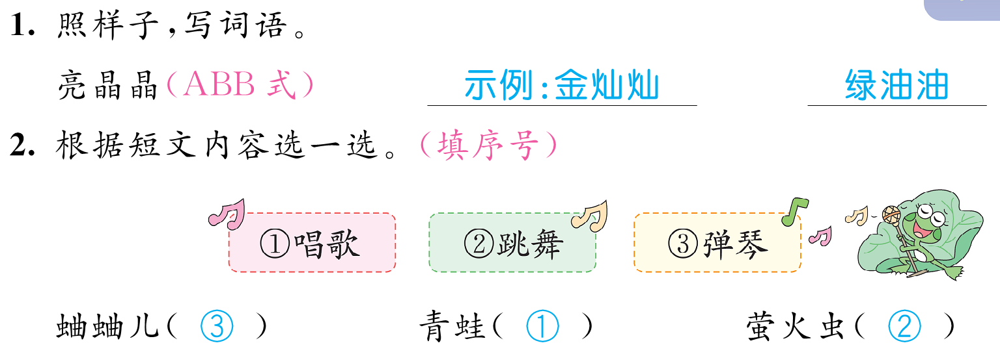 1. 照样子,写词语。
亮晶晶(ABB 式) 示例:金灿灿 绿油油
2. 根据短文内容选一选。(填序号)
①唱歌 ②跳舞 ③弹琴
蛐蛐儿( ③ ) 青蛙( ① ) 萤火虫( ② )